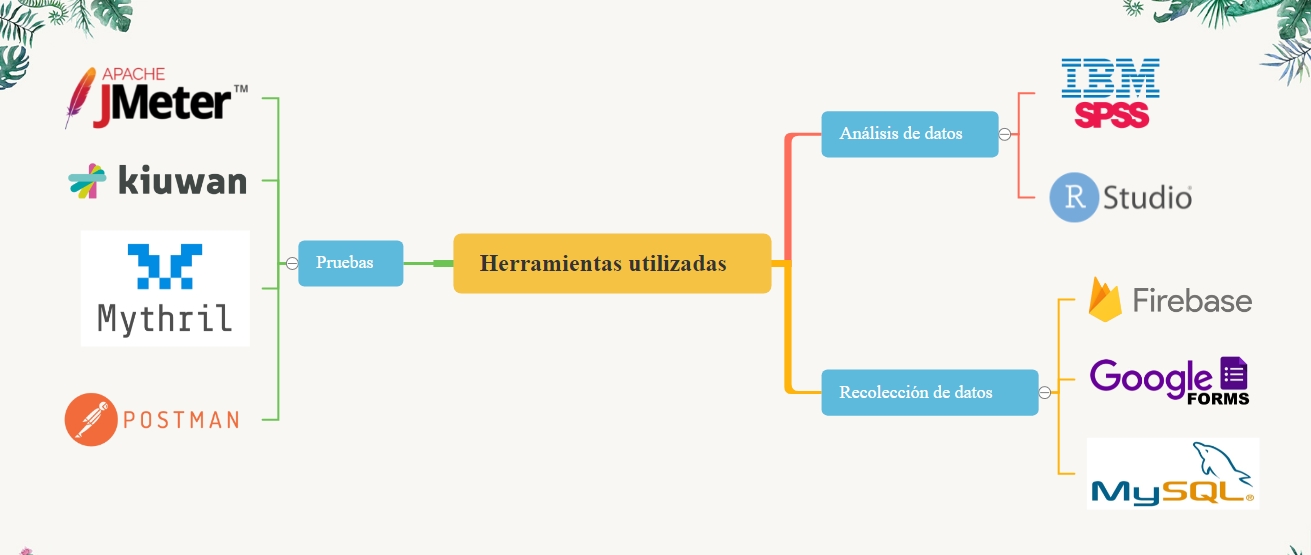 APACHE
JMeter™
kiuwan
Mythril
POSTMAN
Pruebas
Herramientas utilizadas
Análisis de datos
IBM
SPSS
R Studio®
Recolección de datos
Firebase
Google
FORMS
MySQL®